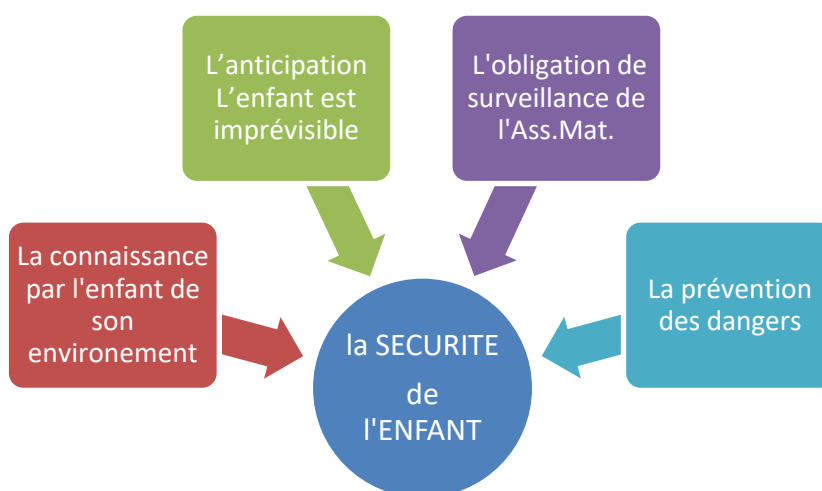 L’anticipation
L’enfant est
imprévisible
L'obligation de
surveillance de
l'Ass.Mat.
La connaissance
par l'enfant de
son
environement
La prévention
des dangers
la SECURITE
de
l'ENFANT